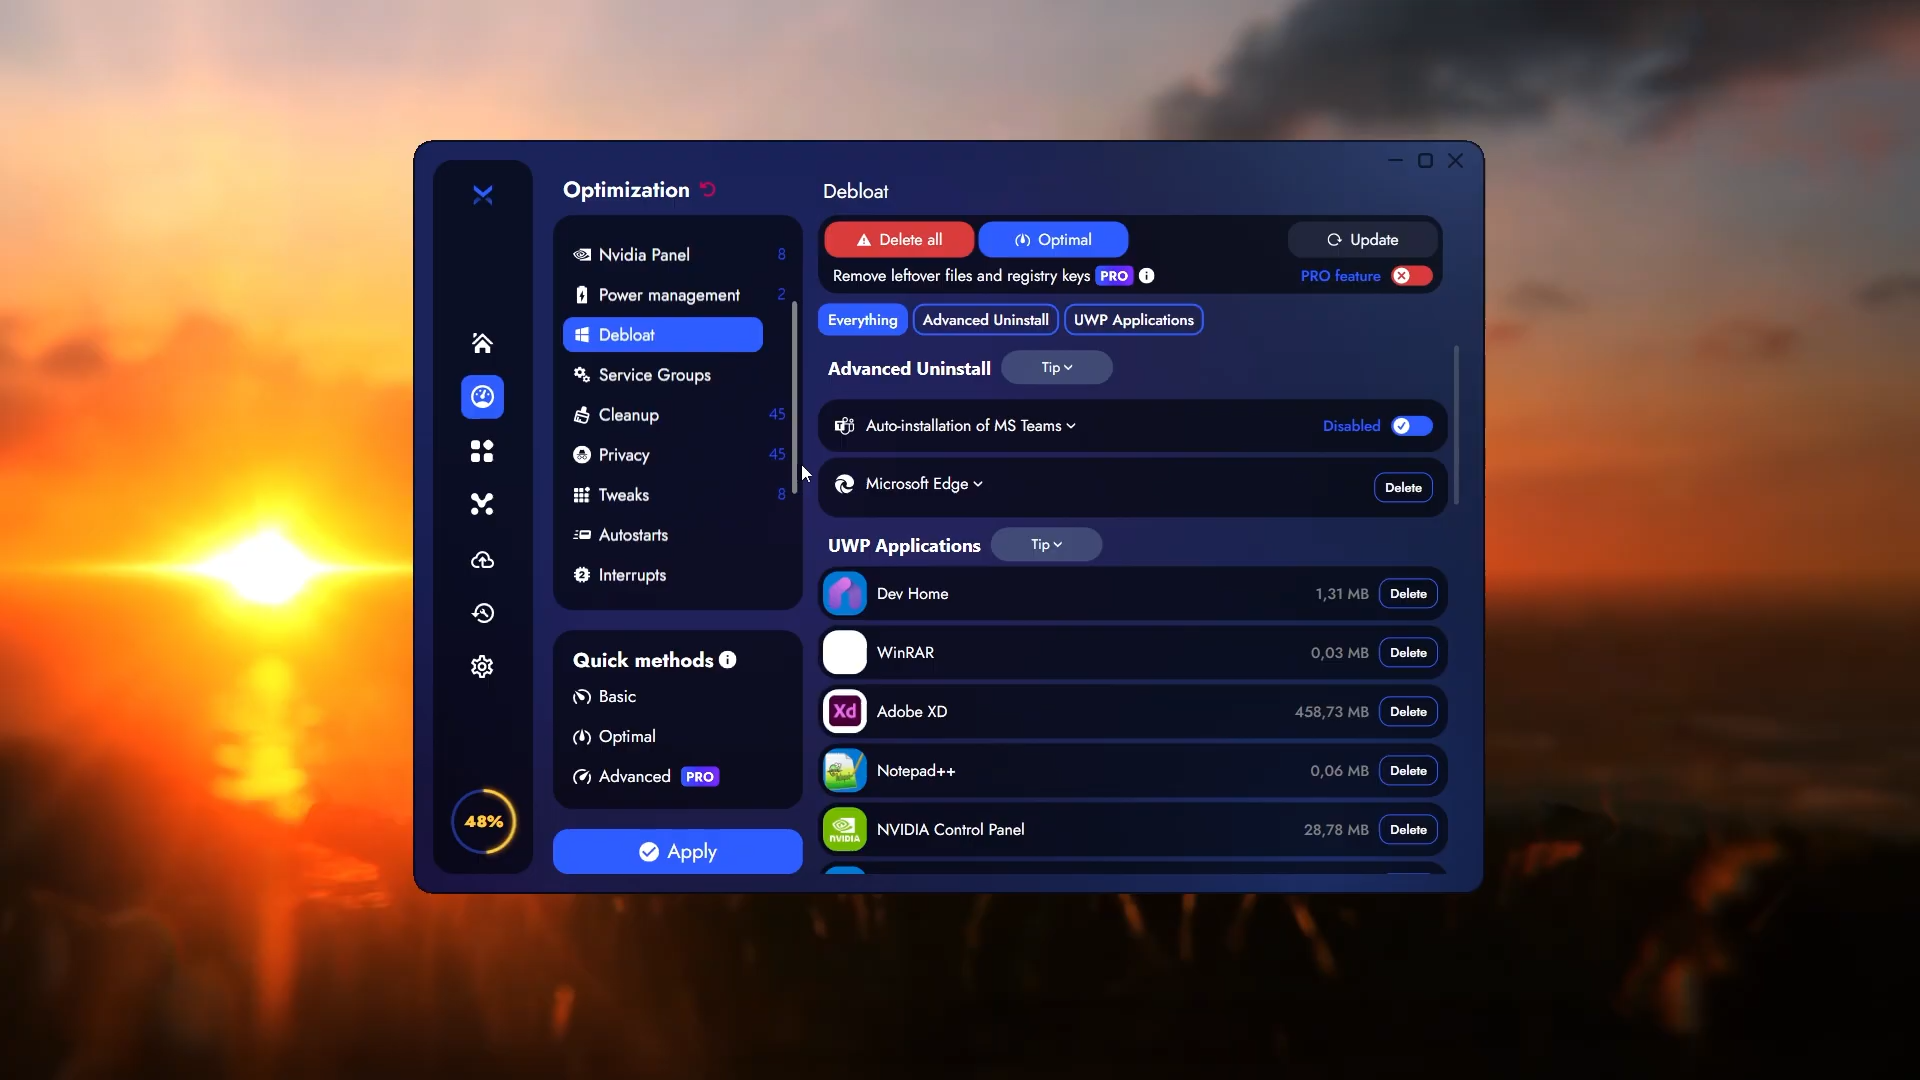 Optimization
Nvidia Panel 8
Power management 2
Debloat
Service Groups
Cleanup 45
Privacy 45
Tweaks 8
Autostarts
Interrupts
Quick methods
Basic
Optimal
Advanced PRO
Apply
48%
Debloat
Delete all
Optimal
Update
Remove leftover files and registry keys PRO
PRO feature
Everything
Advanced Uninstall
UWP Applications
Advanced Uninstall
Tip
Auto-installation of MS Teams
Disabled
Microsoft Edge
Delete
UWP Applications
Tip
Dev Home 1,31 MB Delete
WinRAR 0,03 MB Delete
Xd Adobe XD 458,73 MB Delete
Notepad++ 0,06 MB Delete
NVIDIA NVIDIA Control Panel 28,78 MB Delete